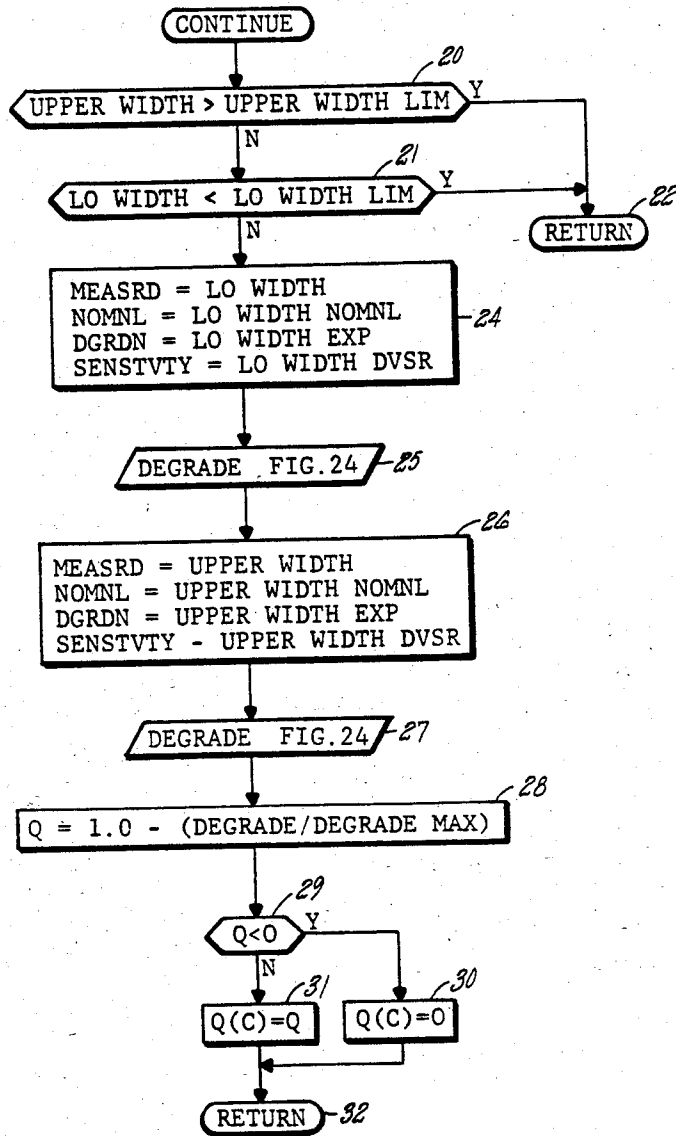 CONTINUE
20
UPPER WIDTH > UPPER WIDTH LIM
Y
N
21
LO WIDTH < LO WIDTH LIM
Y
N
22
RETURN
MEASRD = LO WIDTH
NOMNL = LO WIDTH NOMNL
DGRDN = LO WIDTH EXP
SENSTVTY = LO WIDTH DVSR
24
DEGRADE FIG.24
25
26
MEASRD = UPPER WIDTH
NOMNL = UPPER WIDTH NOMNL
DGRDN = UPPER WIDTH EXP
SENSTVTY - UPPER WIDTH DVSR
DEGRADE FIG.24
27
28
Q = 1.0 - (DEGRADE/DEGRADE MAX)
29
Q<0
Y
N
31
30
Q(C)=Q
Q(C)=0
RETURN
32